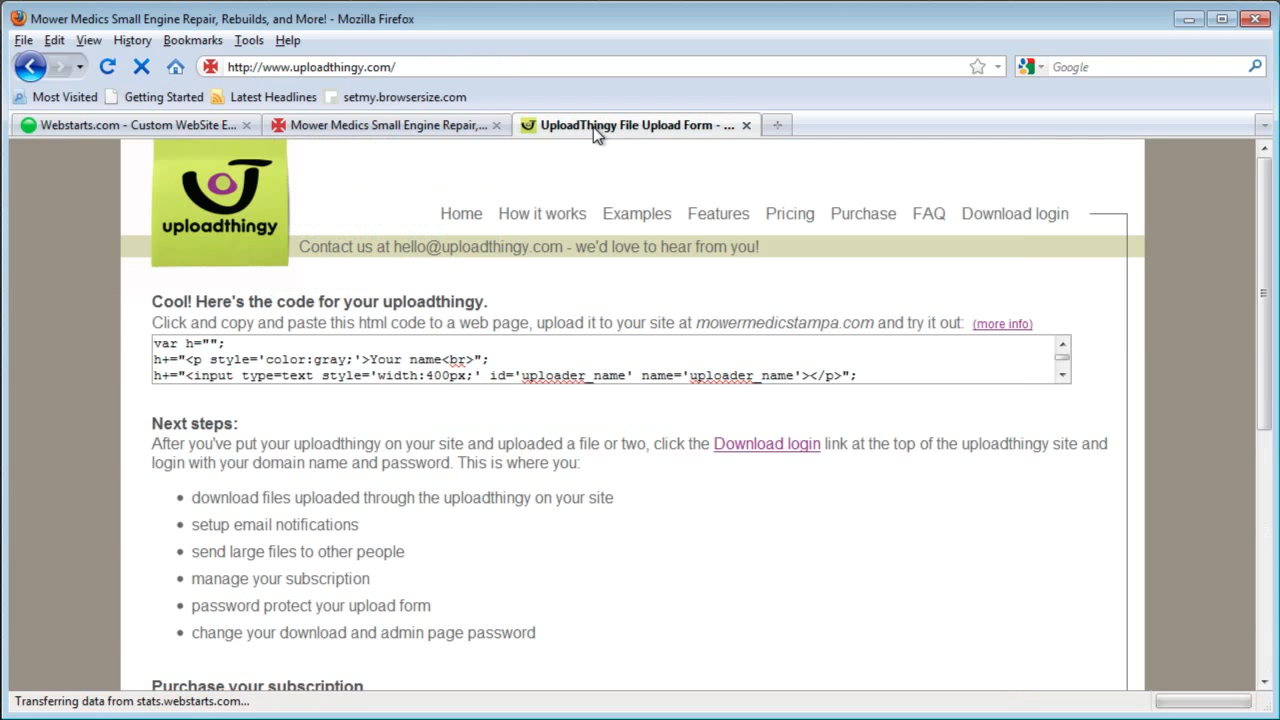 Mower Medics Small Engine Repair, Rebuilds, and More! - Mozilla Firefox
File Edit View History Bookmarks Tools Help
http://www.uploadthingy.com/ Google
Most Visited Getting Started Latest Headlines setmy.browsersize.com
Webstarts.com - Custom WebSite E... Mower Medics Small Engine Repair,... UploadThingy File Upload Form - ...
uploadthingy
Home How it works Examples Features Pricing Purchase FAQ Download login
Contact us at hello@uploadthingy.com - we'd love to hear from you!
Cool! Here's the code for your uploadthingy.
Click and copy and paste this html code to a web page, upload it to your site at mowermedicstampa.com and try it out: (more info)
var h="";
h+="<p style='color:gray;'>Your name<br>";
h+="<input type=text style='width:400px;' id='uploader_name' name='uploader_name'></p>";
Next steps:
After you've put your uploadthingy on your site and uploaded a file or two, click the Download login link at the top of the uploadthingy site and
login with your domain name and password. This is where you:
• download files uploaded through the uploadthingy on your site
• setup email notifications
• send large files to other people
• manage your subscription
• password protect your upload form
• change your download and admin page password
Purchase your subscription
Transferring data from stats.webstarts.com...